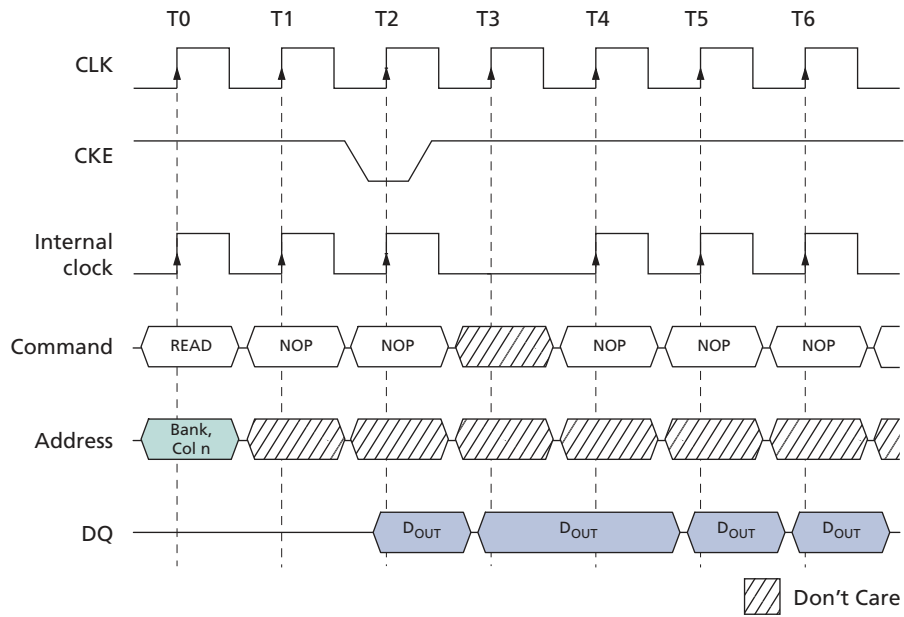 T0 T1 T2 T3 T4 T5 T6
CLK
CKE
Internal
clock
Command READ NOP NOP NOP NOP NOP
Address Bank,
Col n
DQ DOUT DOUT DOUT DOUT
Don't Care